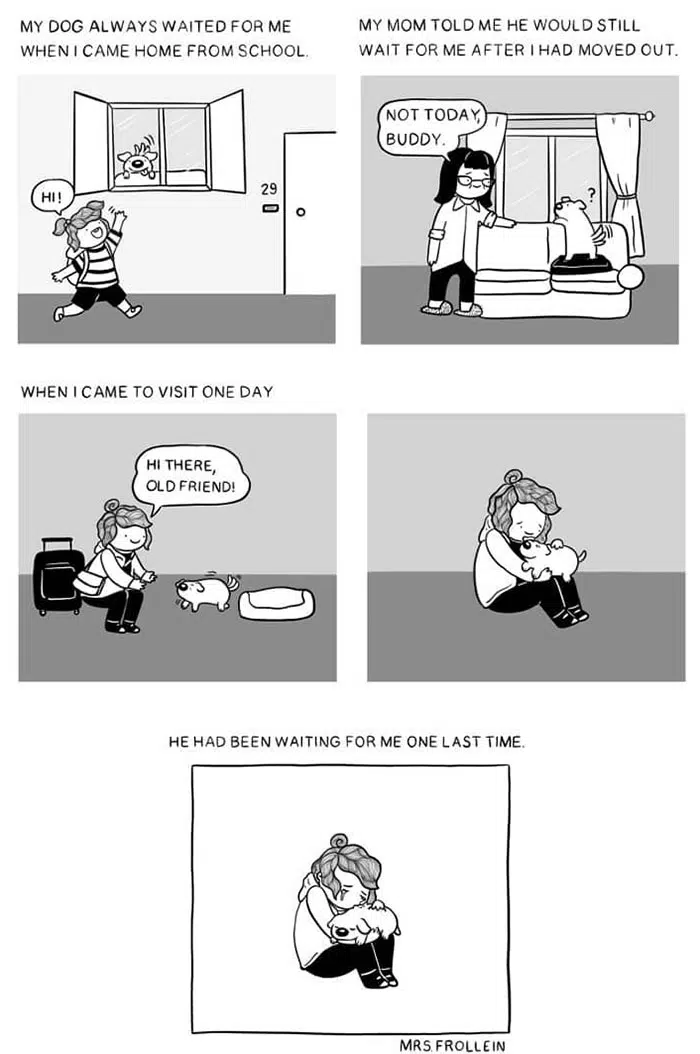 MY DOG ALWAYS WAITED FOR ME
WHEN I CAME HOME FROM SCHOOL.
HI!
29
MY MOM TOLD ME HE WOULD STILL
WAIT FOR ME AFTER I HAD MOVED OUT.
NOT TODAY,
BUDDY.
?
WHEN I CAME TO VISIT ONE DAY
HI THERE,
OLD FRIEND!
HE HAD BEEN WAITING FOR ME ONE LAST TIME.
MRS. FROLLEIN